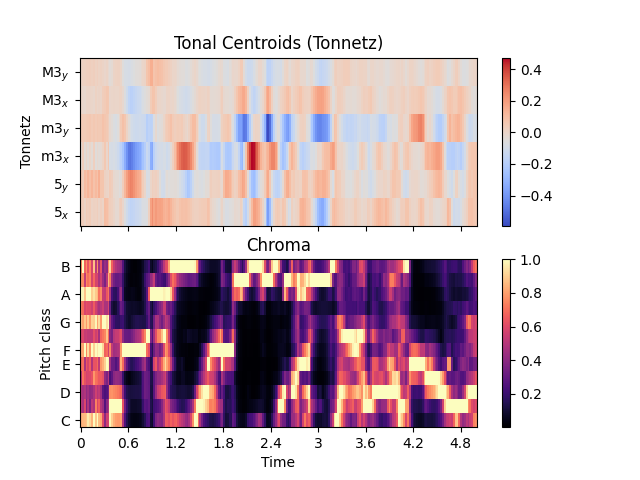 Tonal Centroids (Tonnetz)
M3y
M3x
m3y
m3x
5y
5x
Tonnetz
0.4
0.2
0.0
−0.2
−0.4
Chroma
B
A
G
F
E
D
C
Pitch class
0 0.6 1.2 1.8 2.4 3 3.6 4.2 4.8
Time
1.0
0.8
0.6
0.4
0.2